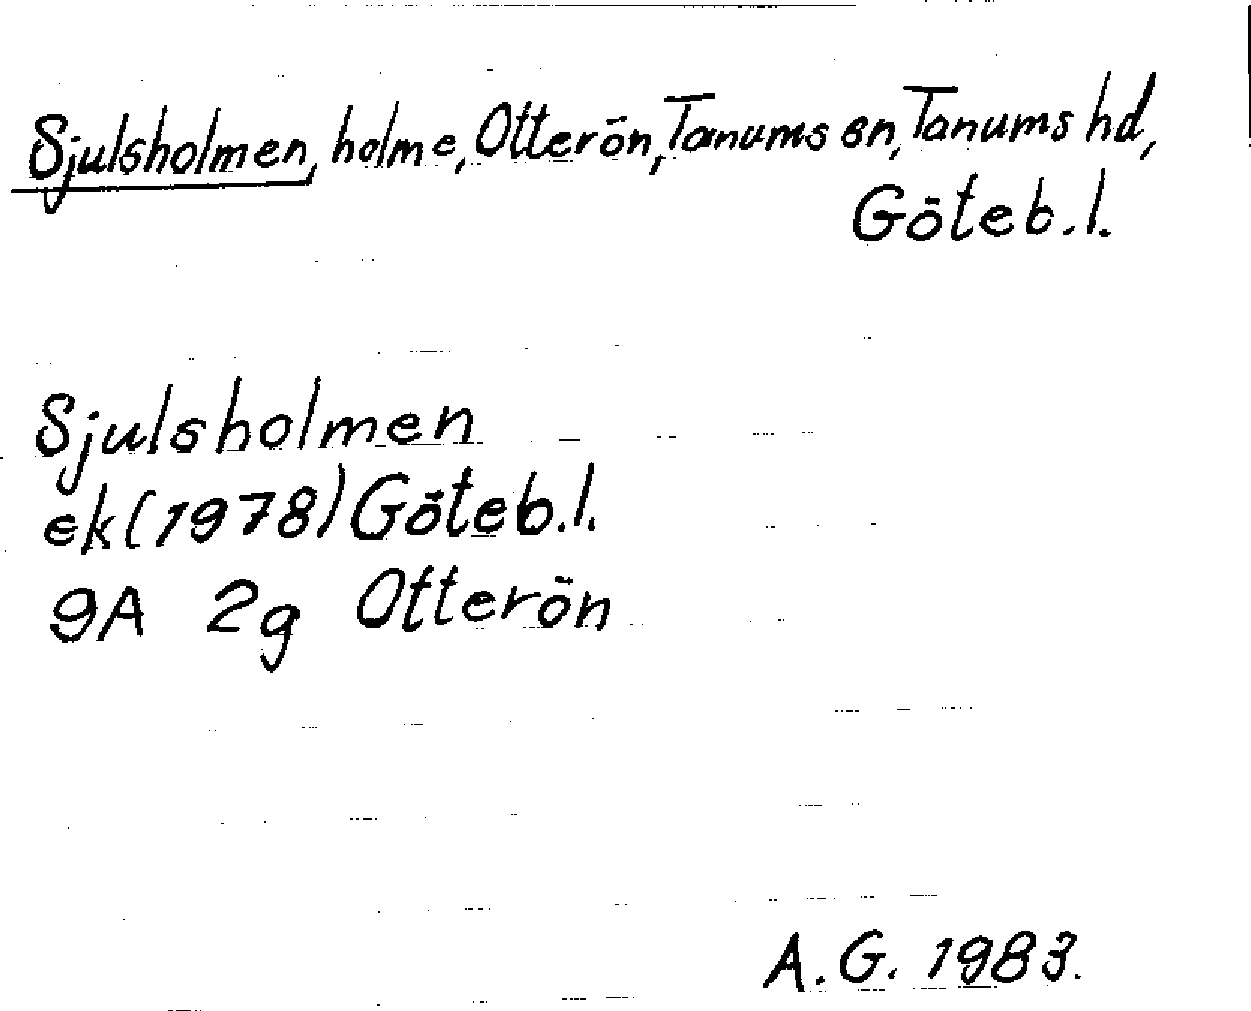 Sjulsholmen, holme, Otterön, Tanums sn, Tanums hd,
Göteb. l.
Sjulsholmen
ek (1978) Göteb. l.
9A 2g Otterön
A. G. 1983.